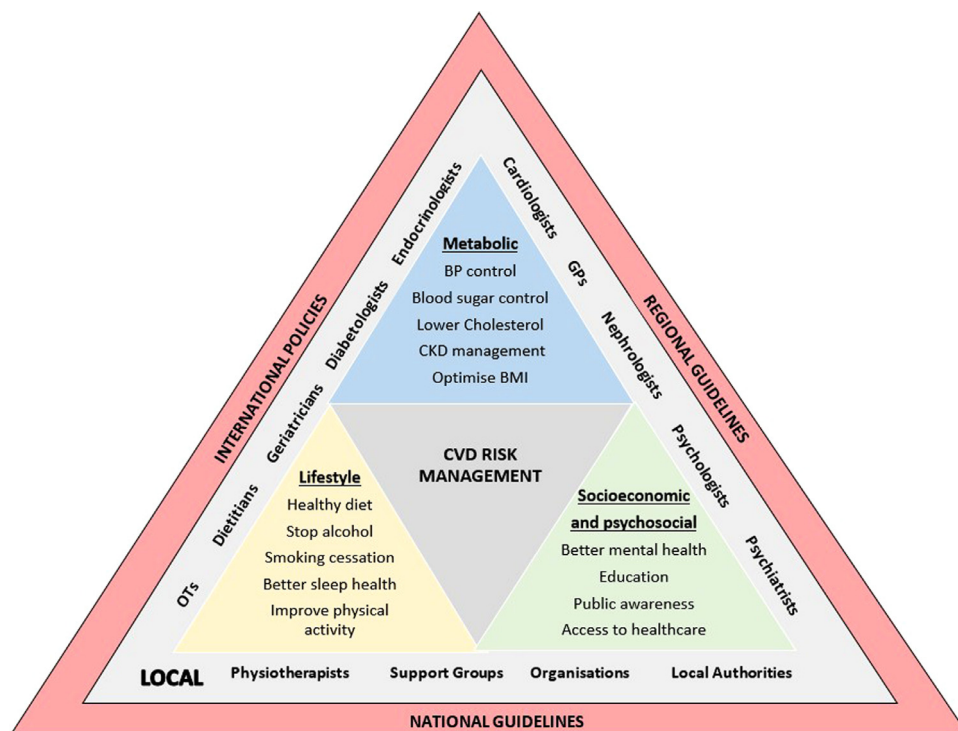 INTERNATIONAL POLICIES
REGIONAL GUIDELINES
NATIONAL GUIDELINES
OTs
Dietitians
Geriatricians
Diabetologists
Endocrinologists
Cardiologists
GPs
Nephrologists
Psychologists
Psychiatrists
Metabolic
BP control
Blood sugar control
Lower Cholesterol
CKD management
Optimise BMI
CVD RISK
MANAGEMENT
Lifestyle
Healthy diet
Stop alcohol
Smoking cessation
Better sleep health
Improve physical
activity
Socioeconomic
and psychosocial
Better mental health
Education
Public awareness
Access to healthcare
LOCAL
Physiotherapists
Support Groups
Organisations
Local Authorities